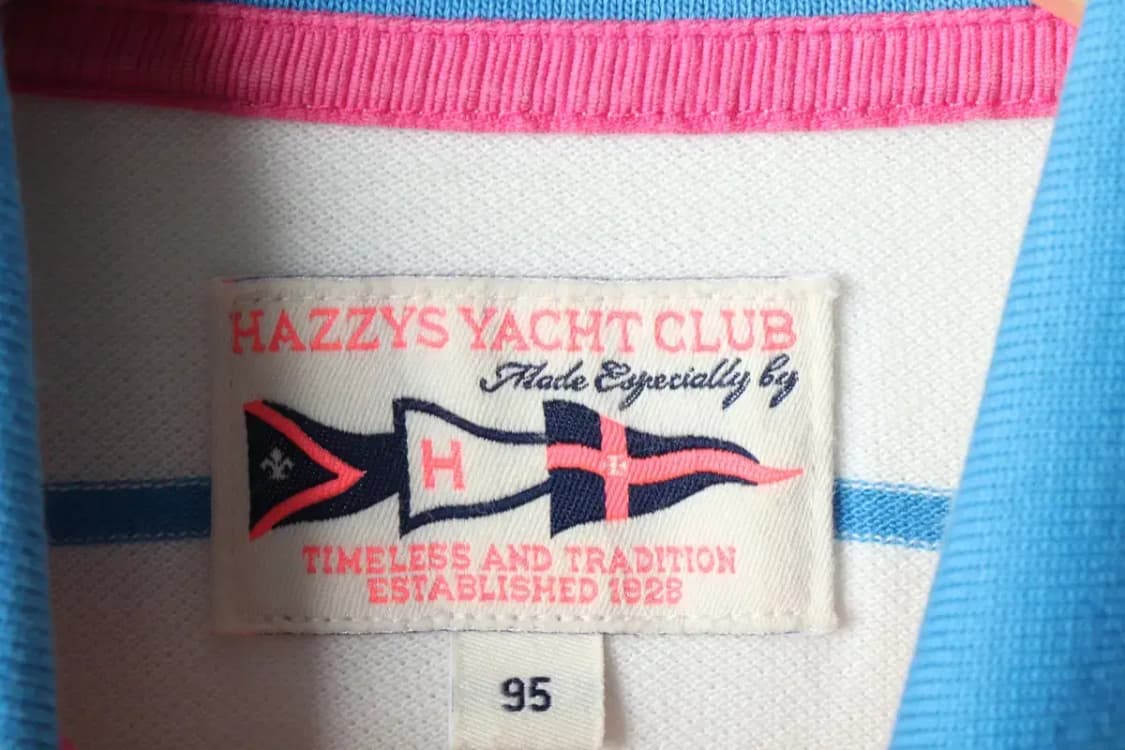 HAZZYS YACHT CLUB
Made Especially by
H
TIMELESS AND TRADITION
ESTABLISHED 1928
95